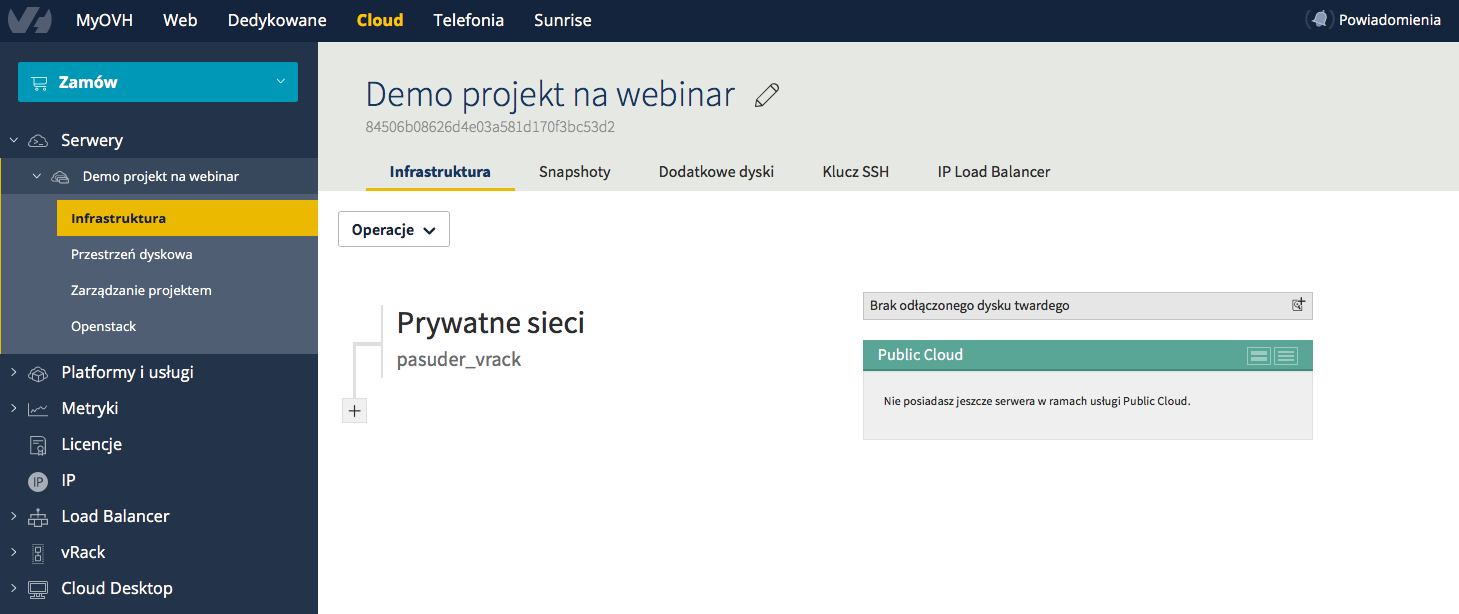 MyOVH Web Dedykowane Cloud Telefonia Sunrise Powiadomienia
Zamów
Serwery
Demo projekt na webinar
Infrastruktura
Przestrzeń dyskowa
Zarządzanie projektem
Openstack
Platformy i usługi
Metryki
Licencje
IP IP
Load Balancer
vRack
Cloud Desktop
Demo projekt na webinar
84506b08626d4e03a581d170f3bc53d2
Infrastruktura Snapshoty Dodatkowe dyski Klucz SSH IP Load Balancer
Operacje
Prywatne sieci
pasuder_vrack
+
Brak odłączonego dysku twardego
Public Cloud
Nie posiadasz jeszcze serwera w ramach usługi Public Cloud.